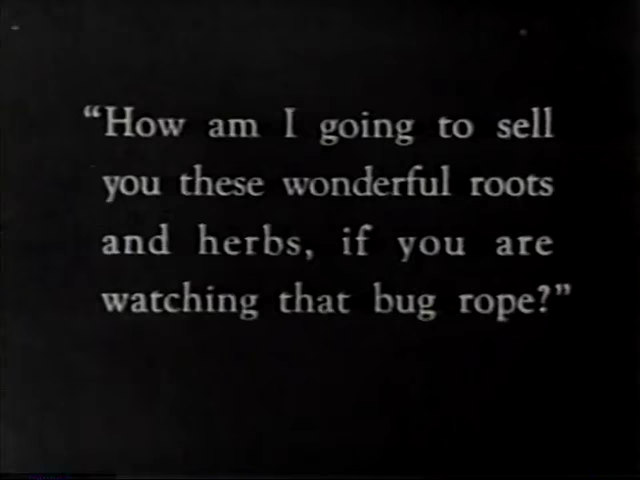 “How am I going to sell
you these wonderful roots
and herbs, if you are
watching that bug rope?”